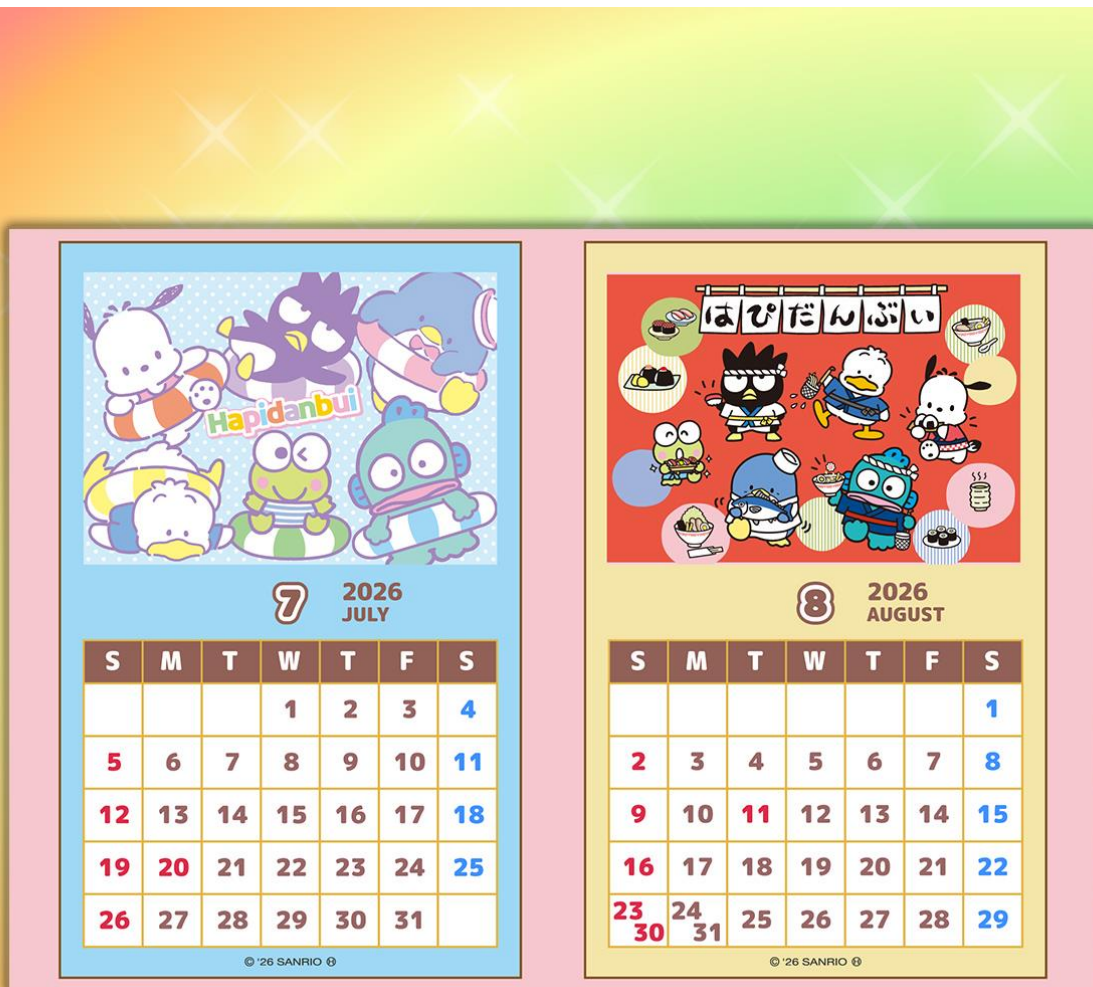 Hapidanbui
7 2026
JULY
S M T W T F S
1 2 3 4
5 6 7 8 9 10 11
12 13 14 15 16 17 18
19 20 21 22 23 24 25
26 27 28 29 30 31
© '26 SANRIO Ⓗ
はぴだんぶい
8 2026
AUGUST
S M T W T F S
1
2 3 4 5 6 7 8
9 10 11 12 13 14 15
16 17 18 19 20 21 22
23 24 25 26 27 28 29
30 31
© '26 SANRIO Ⓗ